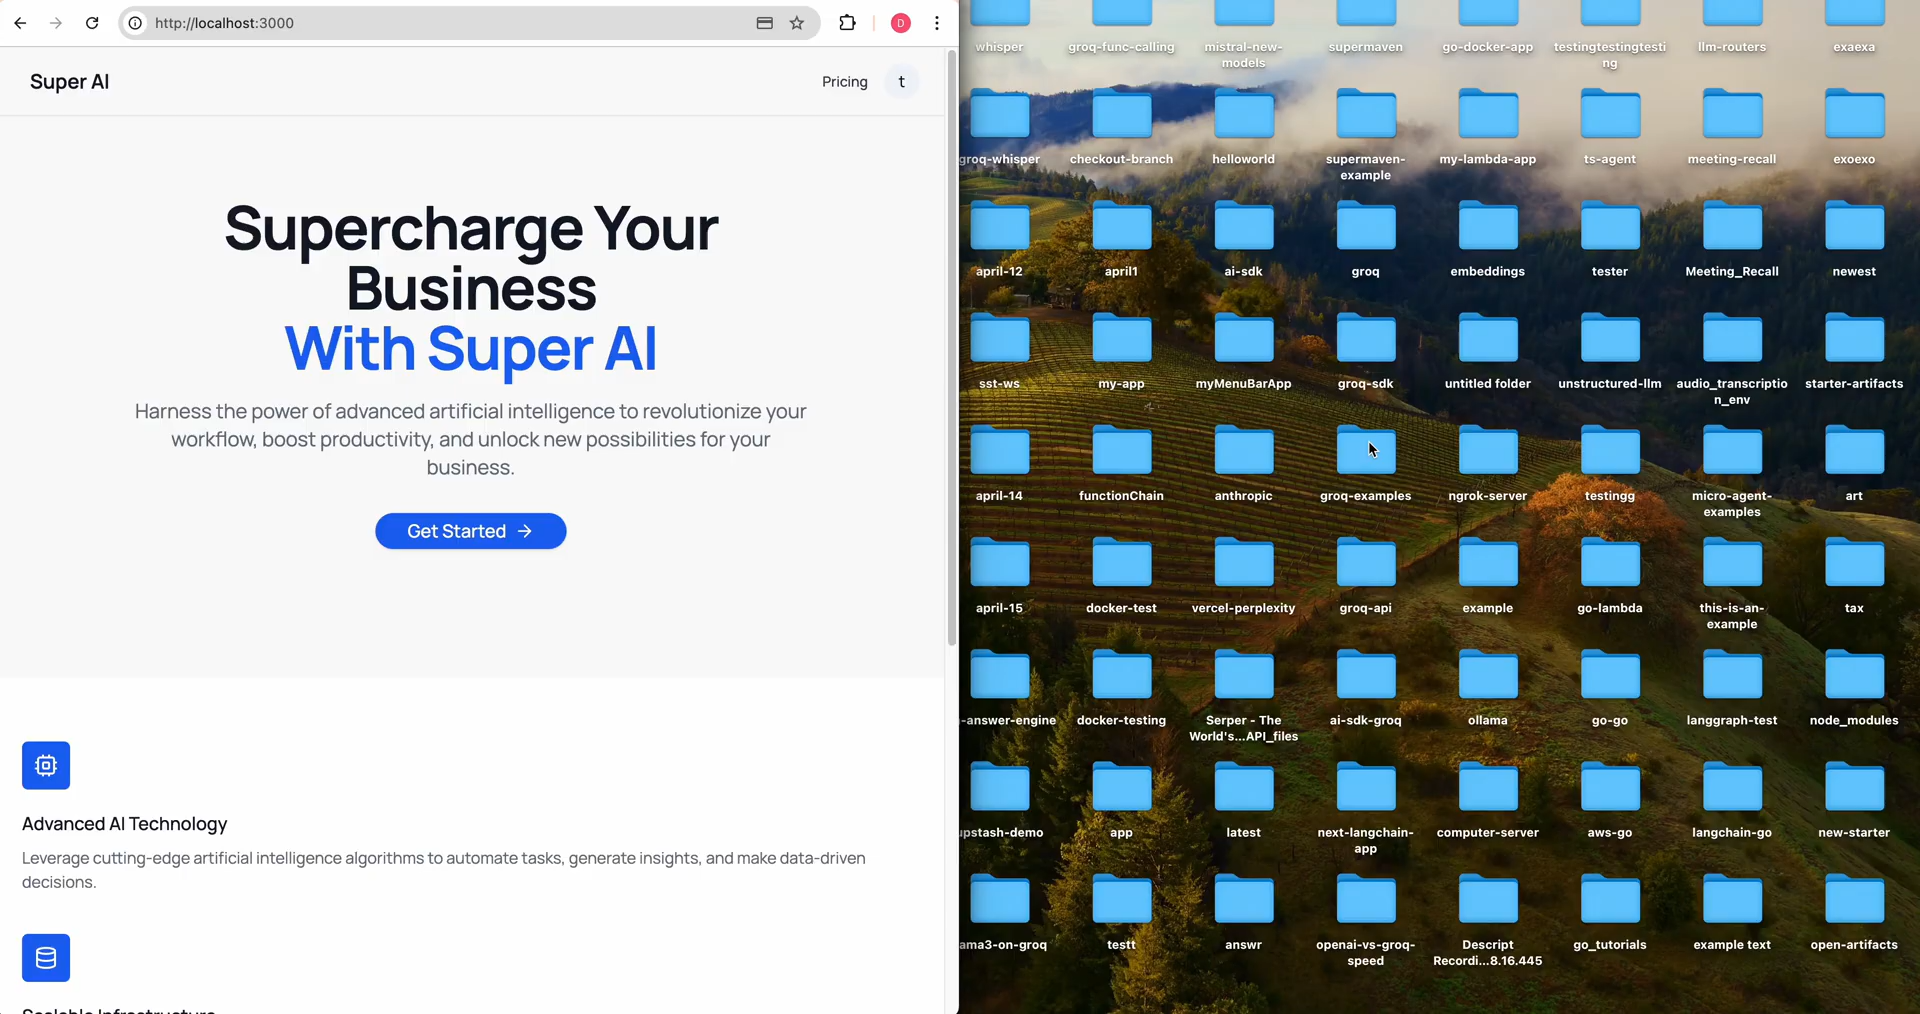 http://localhost:3000
D
Super AI
Pricing
t
Supercharge Your
Business
With Super AI
Harness the power of advanced artificial intelligence to revolutionize your
workflow, boost productivity, and unlock new possibilities for your
business.
Get Started
Advanced AI Technology
Leverage cutting-edge artificial intelligence algorithms to automate tasks, generate insights, and make data-driven
decisions.
whisper
groq-func-calling
mistral-new-
models
supermaven
go-docker-app
testingtestingtesti
ng
llm-routers
exaexa
groq-whisper
checkout-branch
helloworld
supermaven-
example
my-lambda-app
ts-agent
meeting-recall
exoexo
april-12
april1
ai-sdk
groq
embeddings
tester
Meeting_Recall
newest
sst-ws
my-app
myMenuBarApp
groq-sdk
untitled folder
unstructured-llm
audio_transcriptio
n_env
starter-artifacts
april-14
functionChain
anthropic
groq-examples
ngrok-server
testingg
micro-agent-
examples
art
april-15
docker-test
vercel-perplexity
groq-api
example
go-lambda
this-is-an-
example
tax
-answer-engine
docker-testing
Serper - The
World's...API_files
ai-sdk-groq
ollama
go-go
langgraph-test
node_modules
upstash-demo
app
latest
next-langchain-
app
computer-server
aws-go
langchain-go
new-starter
ama3-on-groq
testt
answr
openai-vs-groq-
speed
Descript
Recordi...8.16.445
go_tutorials
example text
open-artifacts